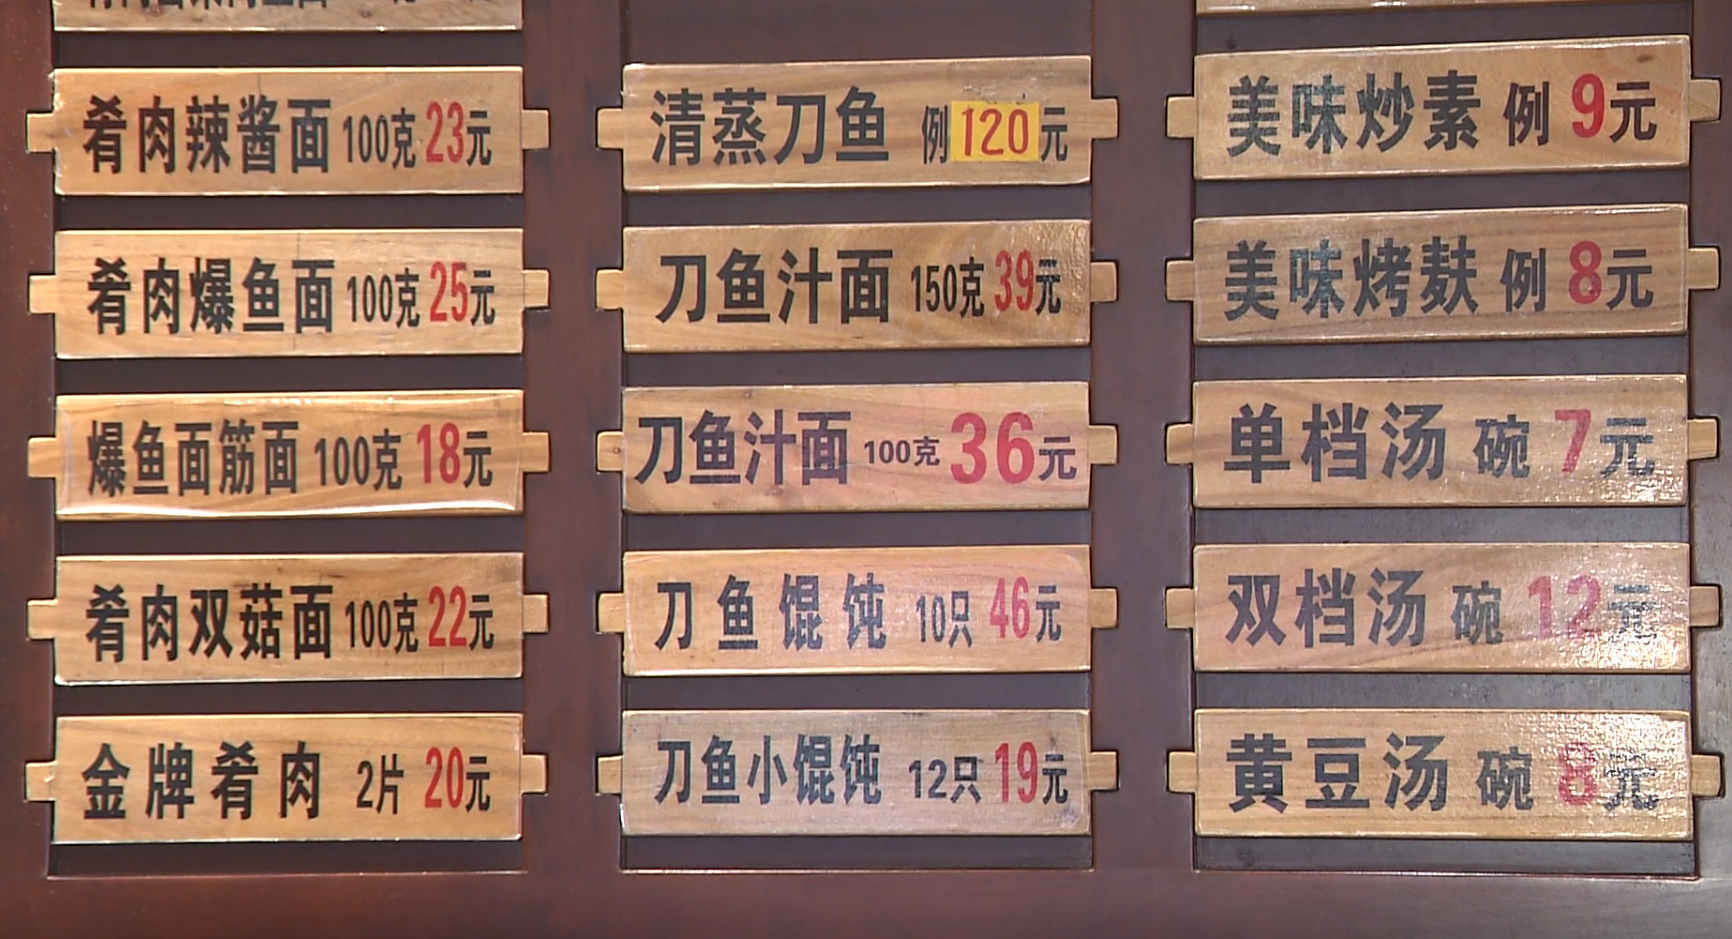 肴肉辣酱面 100克 23元
肴肉爆鱼面 100克 25元
爆鱼面筋面 100克 18元
肴肉双菇面 100克 22元
金牌肴肉 2片 20元
清蒸刀鱼 例 120元
刀鱼汁面 150克 39元
刀鱼汁面 100克 36元
刀鱼馄饨 10只 46元
刀鱼小馄饨 12只 19元
美味炒素 例 9元
美味烤麸 例 8元
单档汤 碗 7元
双档汤 碗 12元
黄豆汤 碗 8元